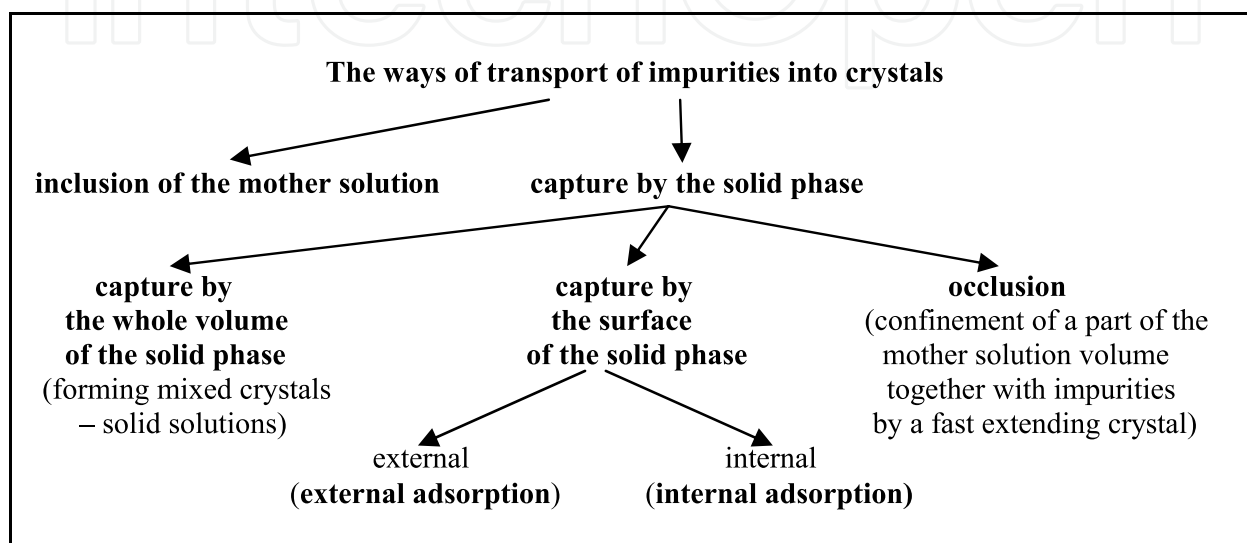 IntechOpen
The ways of transport of impurities into crystals
inclusion of the mother solution
capture by the solid phase
capture by
the whole volume
of the solid phase
(forming mixed crystals
– solid solutions)
capture by
the surface
of the solid phase
occlusion
(confinement of a part of the
mother solution volume
together with impurities
by a fast extending crystal)
external
(external adsorption)
internal
(internal adsorption)